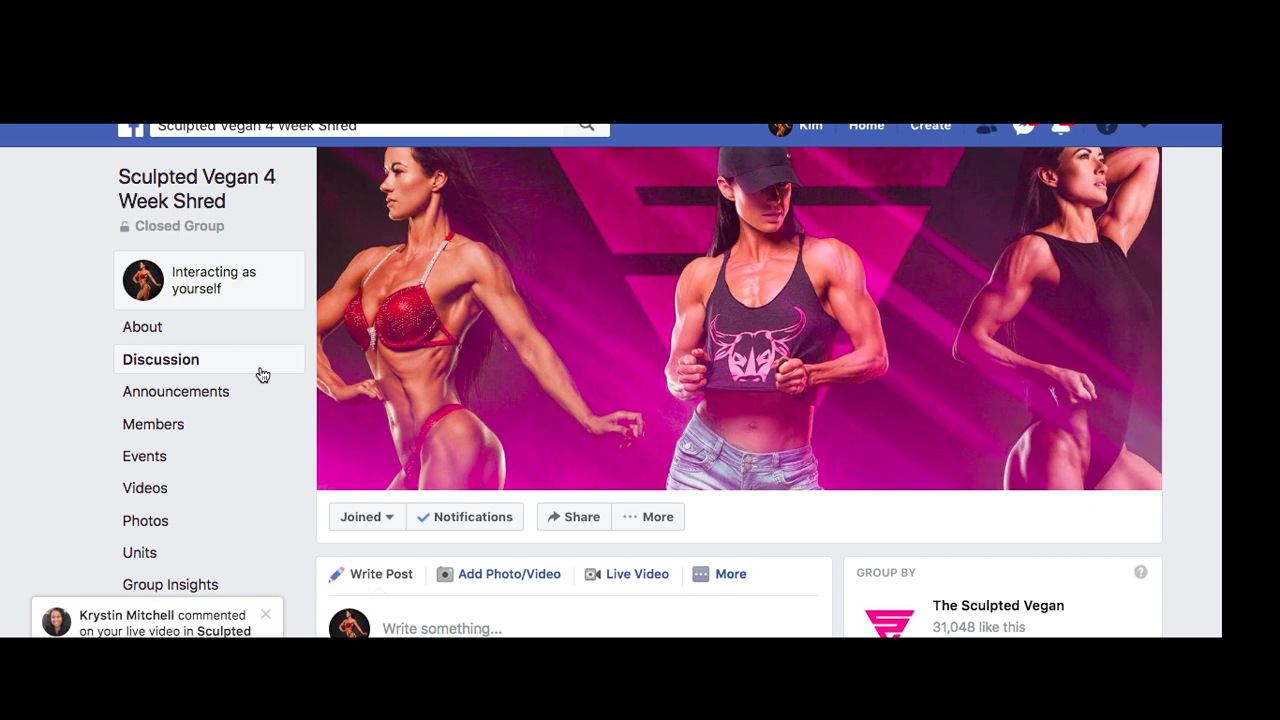 Sculpted Vegan 4 Week Shred
Kim
Home
Create
Sculpted Vegan 4
Week Shred
Closed Group
Interacting as
yourself
About
Discussion
Announcements
Members
Events
Videos
Photos
Units
Group Insights
Krystin Mitchell commented
on your live video in Sculpted
Joined
Notifications
Share
More
Write Post
Add Photo/Video
Live Video
More
Write something...
GROUP BY
The Sculpted Vegan
31,048 like this